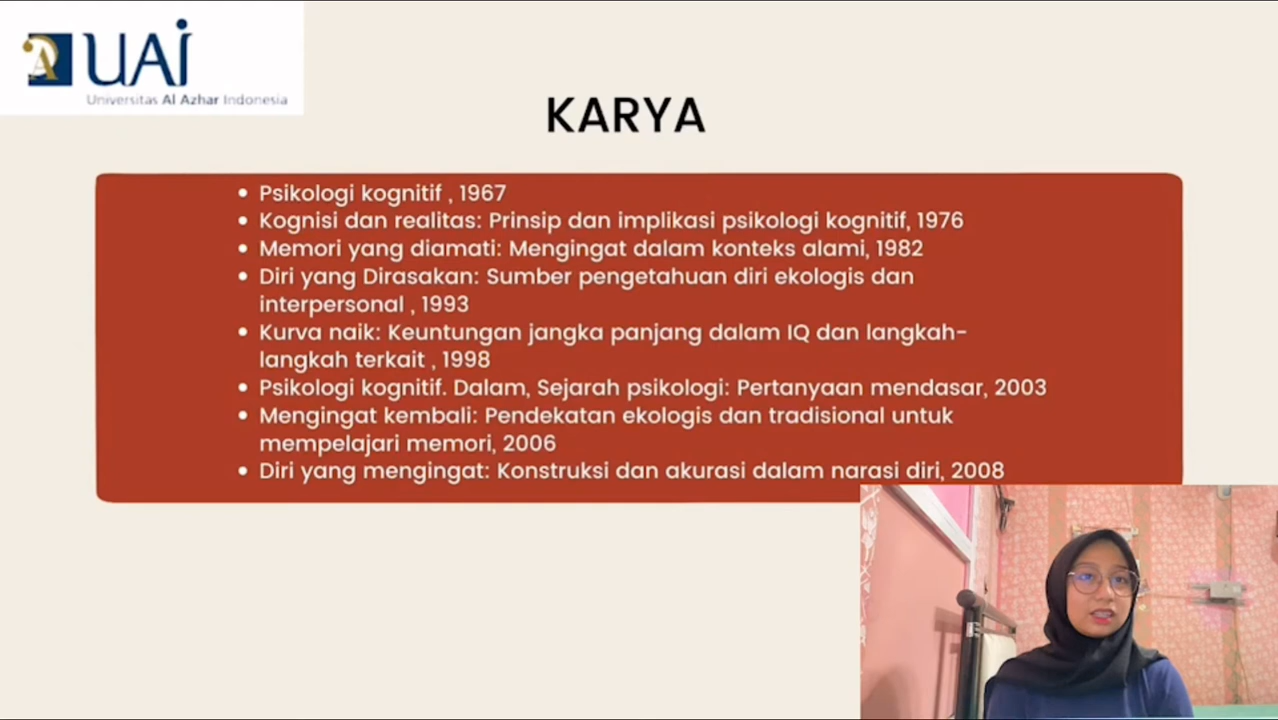 UAI
Universitas Al Azhar Indonesia
KARYA
• Psikologi kognitif , 1967
• Kognisi dan realitas: Prinsip dan implikasi psikologi kognitif, 1976
• Memori yang diamati: Mengingat dalam konteks alami, 1982
• Diri yang Dirasakan: Sumber pengetahuan diri ekologis dan
interpersonal , 1993
• Kurva naik: Keuntungan jangka panjang dalam IQ dan langkah-
langkah terkait , 1998
• Psikologi kognitif. Dalam, Sejarah psikologi: Pertanyaan mendasar, 2003
• Mengingat kembali: Pendekatan ekologis dan tradisional untuk
mempelajari memori, 2006
• Diri yang mengingat: Konstruksi dan akurasi dalam narasi diri, 2008